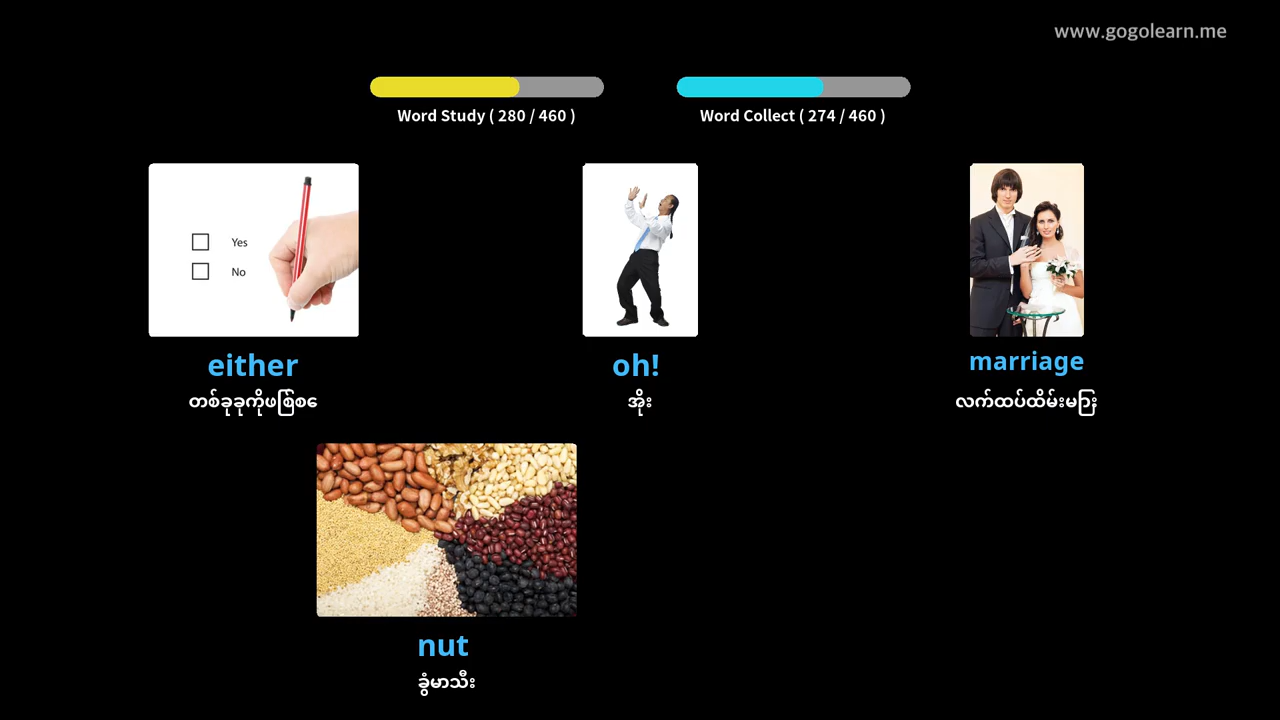 www.gogolearn.me
Word Study ( 280 / 460 )
Word Collect ( 274 / 460 )
Yes
No
either
oh!
marriage
တစ်ခုခုကိုဖြစ်စေ
အိုး
လက်ထပ်ထိမ်းမြား
nut
ခွံမာသီး